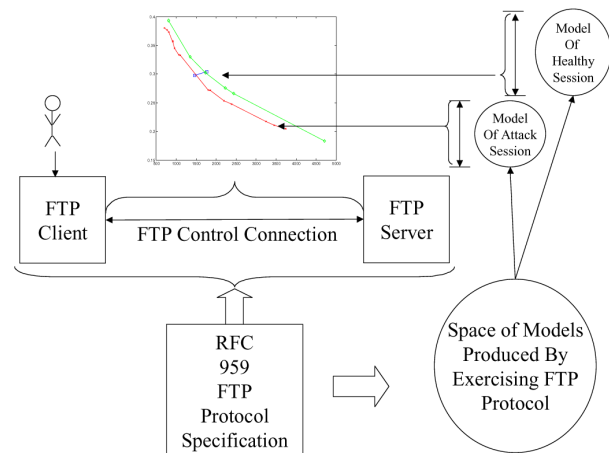 Model
Of
Healthy
Session
Model
Of Attack
Session
FTP
Client
FTP Control Connection
FTP
Server
RFC
959
FTP
Protocol
Specification
Space of Models
Produced By
Exercising FTP
Protocol